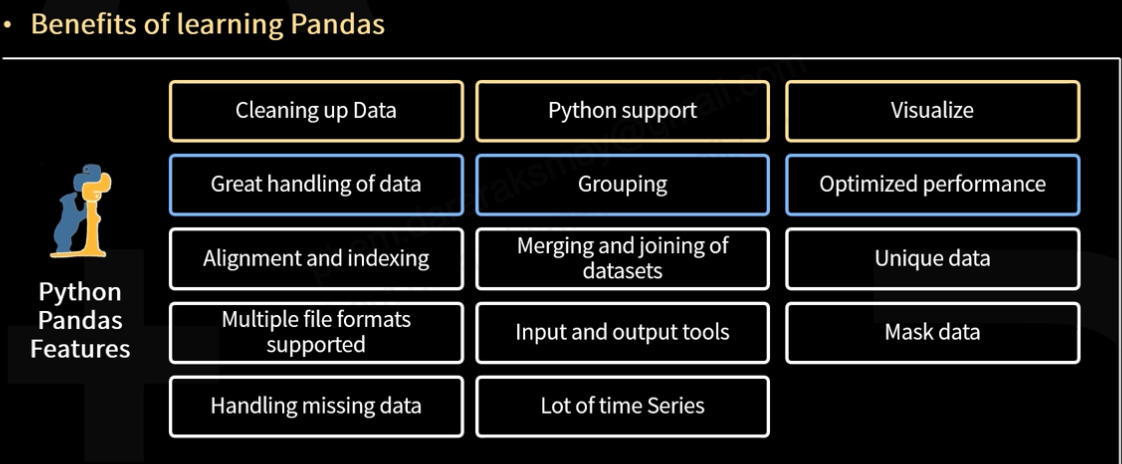 • Benefits of learning Pandas
Cleaning up Data
Python support
Visualize
Great handling of data
Grouping
Optimized performance
Alignment and indexing
Merging and joining of
datasets
Unique data
Multiple file formats
supported
Input and output tools
Mask data
Handling missing data
Lot of time Series
Python
Pandas
Features